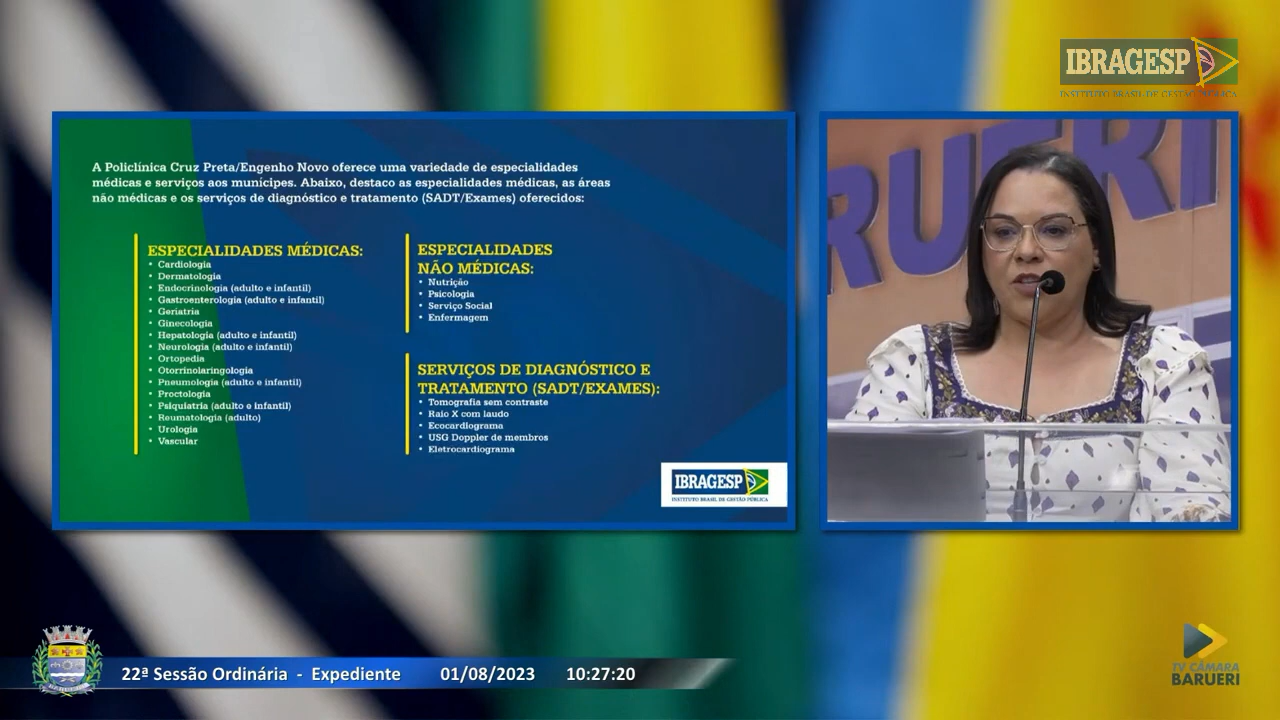 IBRAGESP
INSTITUTO BRASIL DE GESTÃO PÚBLICA
A Policlínica Cruz Preta/Engenho Novo oferece uma variedade de especialidades
médicas e serviços aos munícipes. Abaixo, destaco as especialidades médicas, as áreas
não médicas e os serviços de diagnóstico e tratamento (SADT/Exames) oferecidos:
ESPECIALIDADES MÉDICAS:
• Cardiologia
• Dermatologia
• Endocrinologia (adulto e infantil)
• Gastroenterologia (adulto e infantil)
• Geriatria
• Ginecologia
• Hepatologia (adulto e infantil)
• Neurologia (adulto e infantil)
• Ortopedia
• Otorrinolaringologia
• Pneumologia (adulto e infantil)
• Proctologia
• Psiquiatria (adulto e infantil)
• Reumatologia (adulto)
• Urologia
• Vascular
ESPECIALIDADES
NÃO MÉDICAS:
• Nutrição
• Psicologia
• Serviço Social
• Enfermagem
SERVIÇOS DE DIAGNÓSTICO E
TRATAMENTO (SADT/EXAMES):
• Tomografia sem contraste
• Raio X com laudo
• Ecocardiograma
• USG Doppler de membros
• Eletrocardiograma
IBRAGESP
INSTITUTO BRASIL DE GESTÃO PÚBLICA
RUERI
22ª Sessão Ordinária - Expediente 01/08/2023 10:27:20
TV CÂMARA
BARUERI